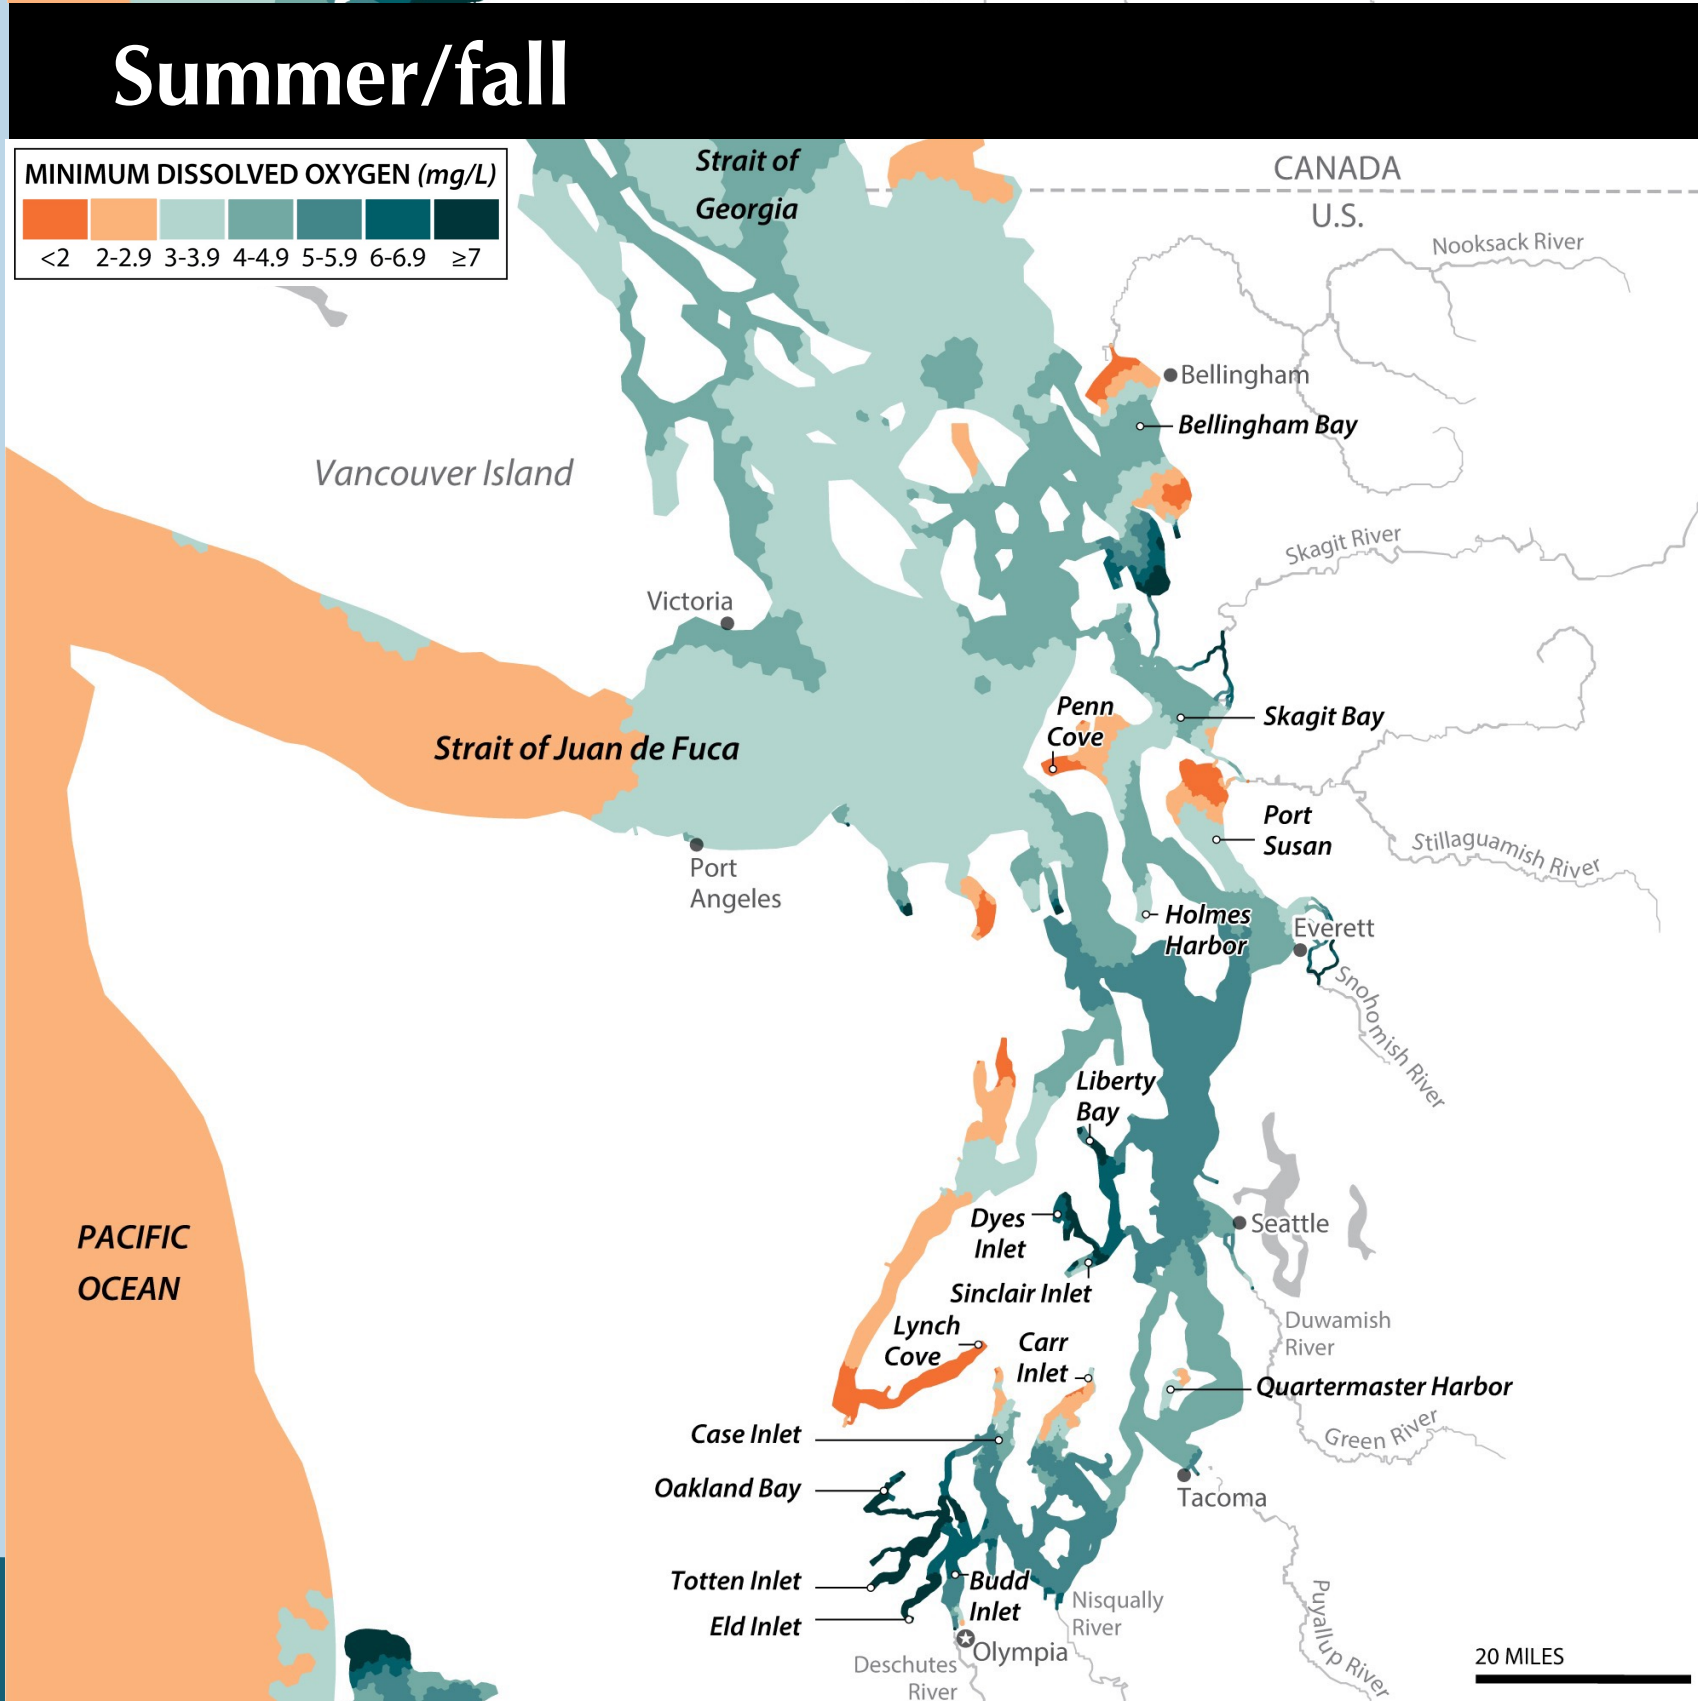 Summer/fall
MINIMUM DISSOLVED OXYGEN (mg/L)
<2 2-2.9 3-3.9 4-4.9 5-5.9 6-6.9 ≥7
Strait of
Georgia
CANADA
U.S.
Nooksack River
Bellingham
Bellingham Bay
Vancouver Island
Skagit River
Victoria
Penn
Cove
Skagit Bay
Strait of Juan de Fuca
Port
Susan
Stillaguamish River
Port
Angeles
Holmes
Harbor
Everett
Snohomish River
Liberty
Bay
PACIFIC
OCEAN
Dyes
Inlet
Seattle
Sinclair Inlet
Lynch
Cove
Carr
Inlet
Duwamish
River
Quartermaster Harbor
Case Inlet
Green River
Oakland Bay
Tacoma
Totten Inlet
Budd
Inlet
Eld Inlet
Nisqually
River
Puyallup River
Olympia
Deschutes
River
20 MILES